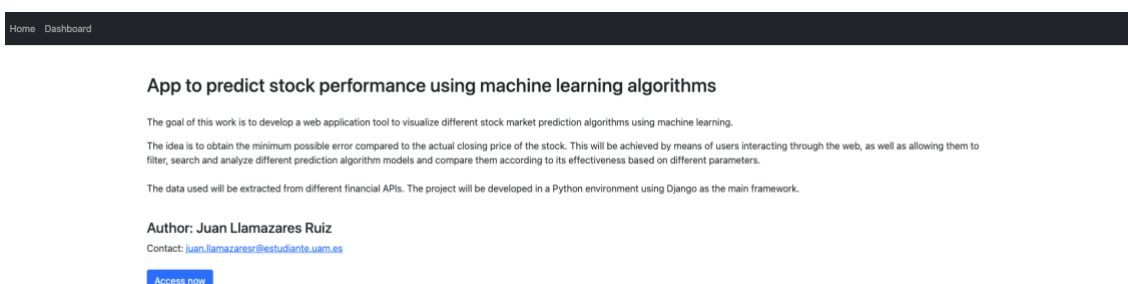 Home Dashboard
App to predict stock performance using machine learning algorithms
The goal of this work is to develop a web application tool to visualize different stock market prediction algorithms using machine learning.
The idea is to obtain the minimum possible error compared to the actual closing price of the stock. This will be achieved by means of users interacting through the web, as well as allowing them to
filter, search and analyze different prediction algorithm models and compare them according to its effectiveness based on different parameters.
The data used will be extracted from different financial APIs. The project will be developed in a Python environment using Django as the main framework.
Author: Juan Llamazares Ruiz
Contact: juan.llamazaresr@estudiante.uam.es
Access now